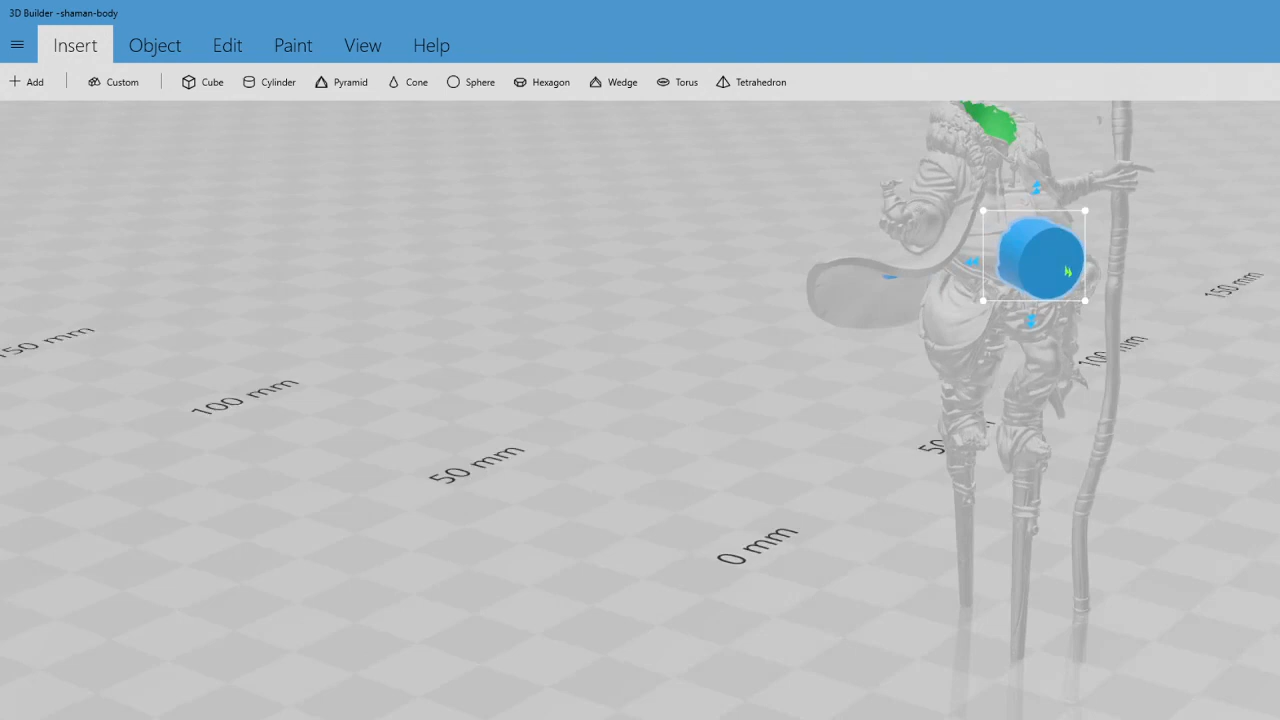 3D Builder -shaman-body
Insert Object Edit Paint View Help
Add Custom Cube Cylinder Pyramid Cone Sphere Hexagon Wedge Torus Tetrahedron
150 mm
150 mm
100 mm
100 mm
50 mm
50
0 mm